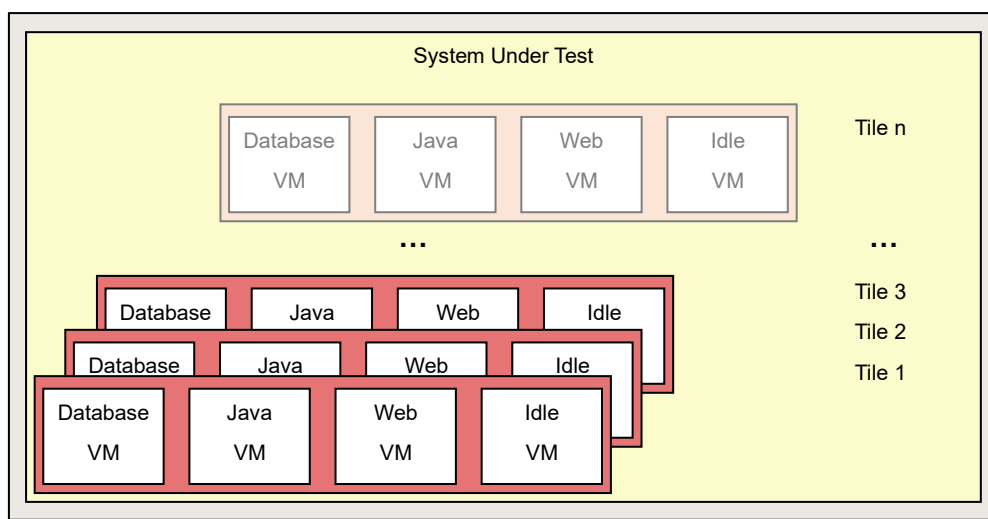 System Under Test
Database Java Web Idle Tile n
VM VM VM VM
... ...
Tile 3
Database Java Web Idle
Tile 2
Database Java Web Idle
Tile 1
Database Java Web Idle
VM VM VM VM